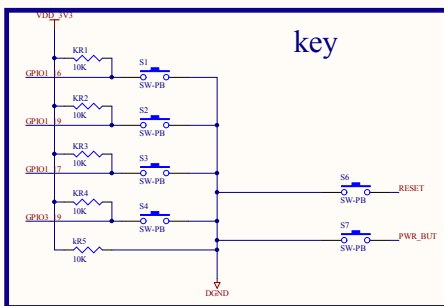 VDD_3V3
key
KR1
10K
S1
SW-PB
GPIO1_6
KR2
10K
S2
SW-PB
GPIO1_9
KR3
10K
S3
SW-PB
GPIO1_7
KR4
10K
S4
SW-PB
GPIO3_9
kR5
10K
S6
SW-PB
RESET
S7
SW-PB
PWR_BUT
DGND